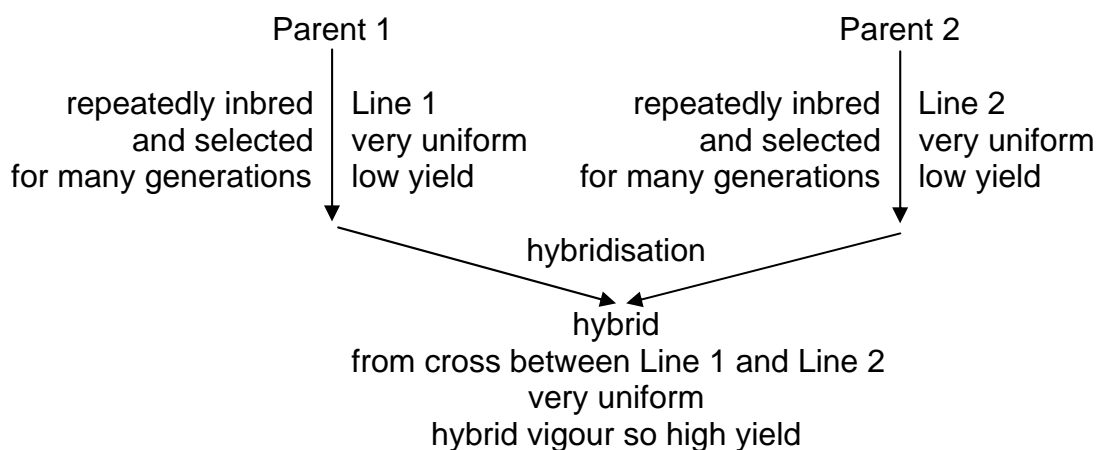 Parent 1
Parent 2
repeatedly inbred
and selected
for many generations
Line 1
very uniform
low yield
repeatedly inbred
and selected
for many generations
Line 2
very uniform
low yield
hybridisation
hybrid
from cross between Line 1 and Line 2
very uniform
hybrid vigour so high yield